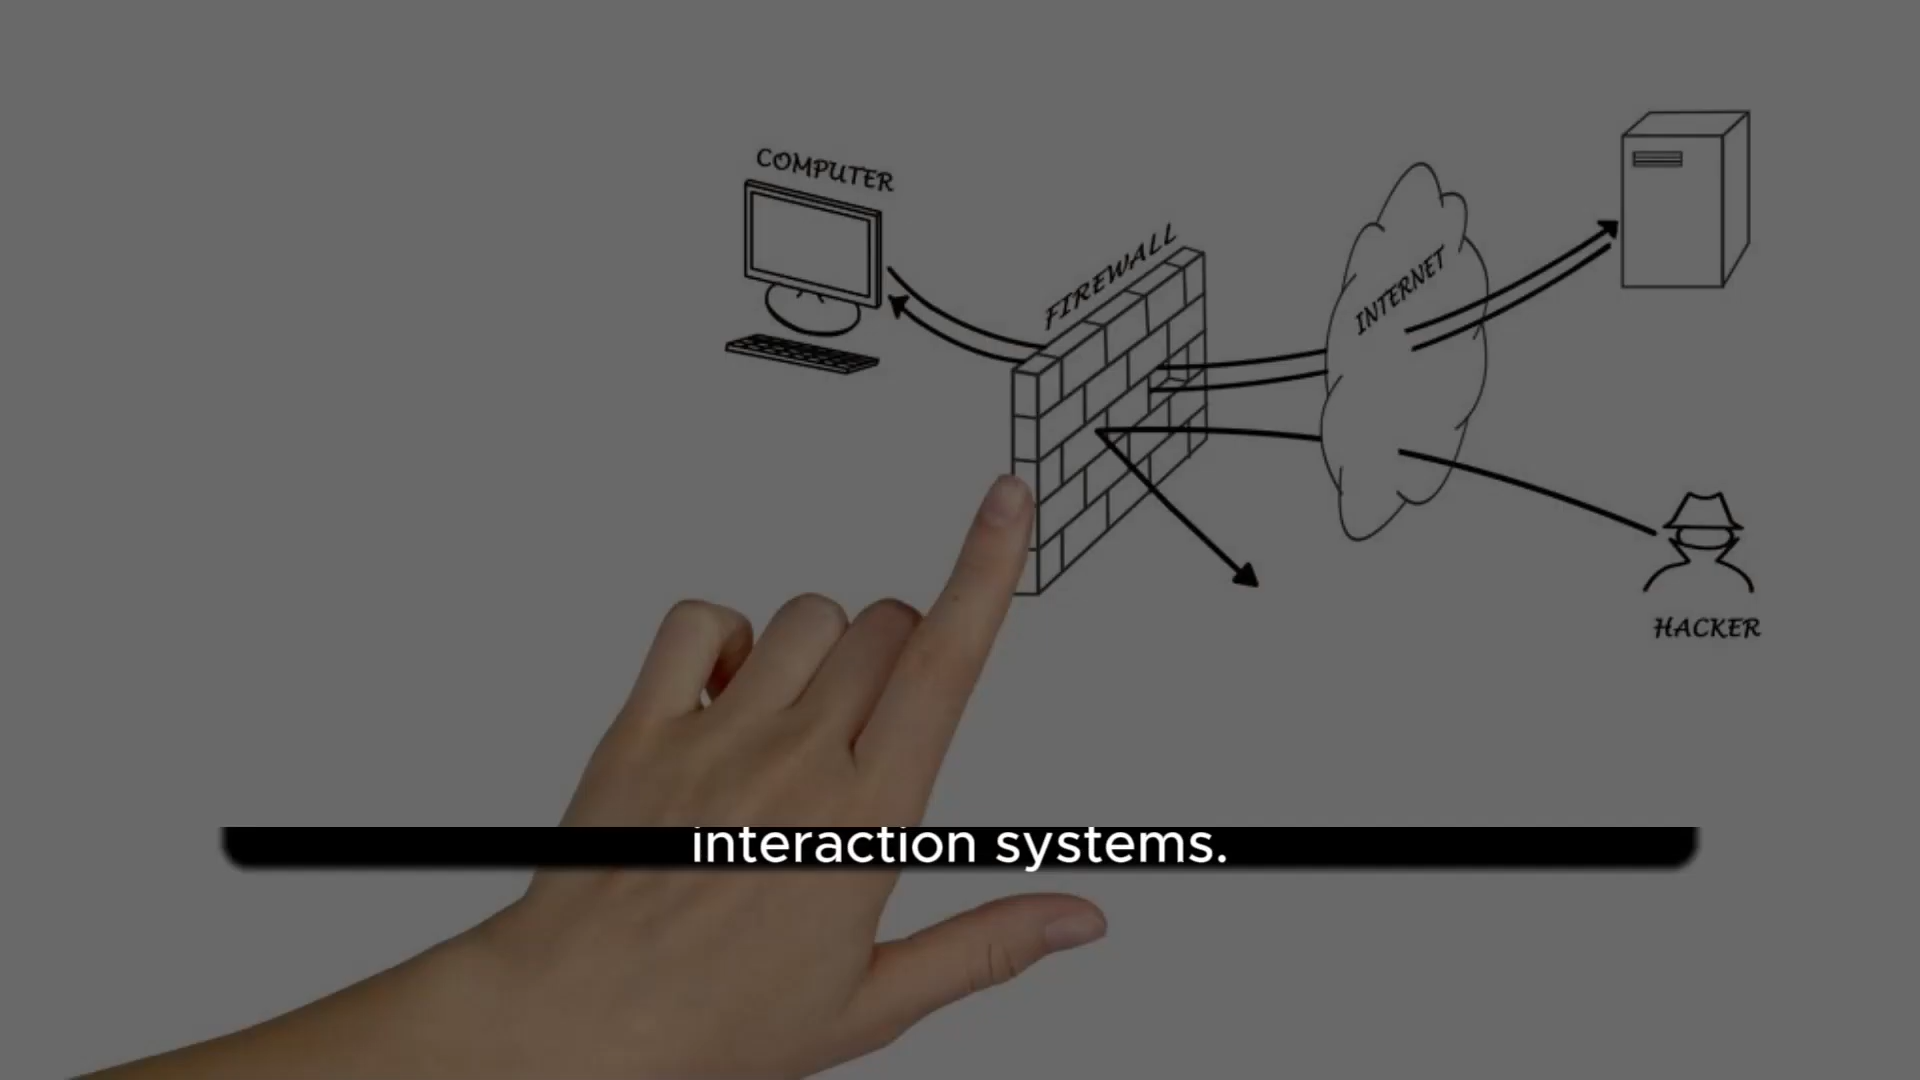 COMPUTER
FIREWALL
INTERNET
HACKER
interaction systems.